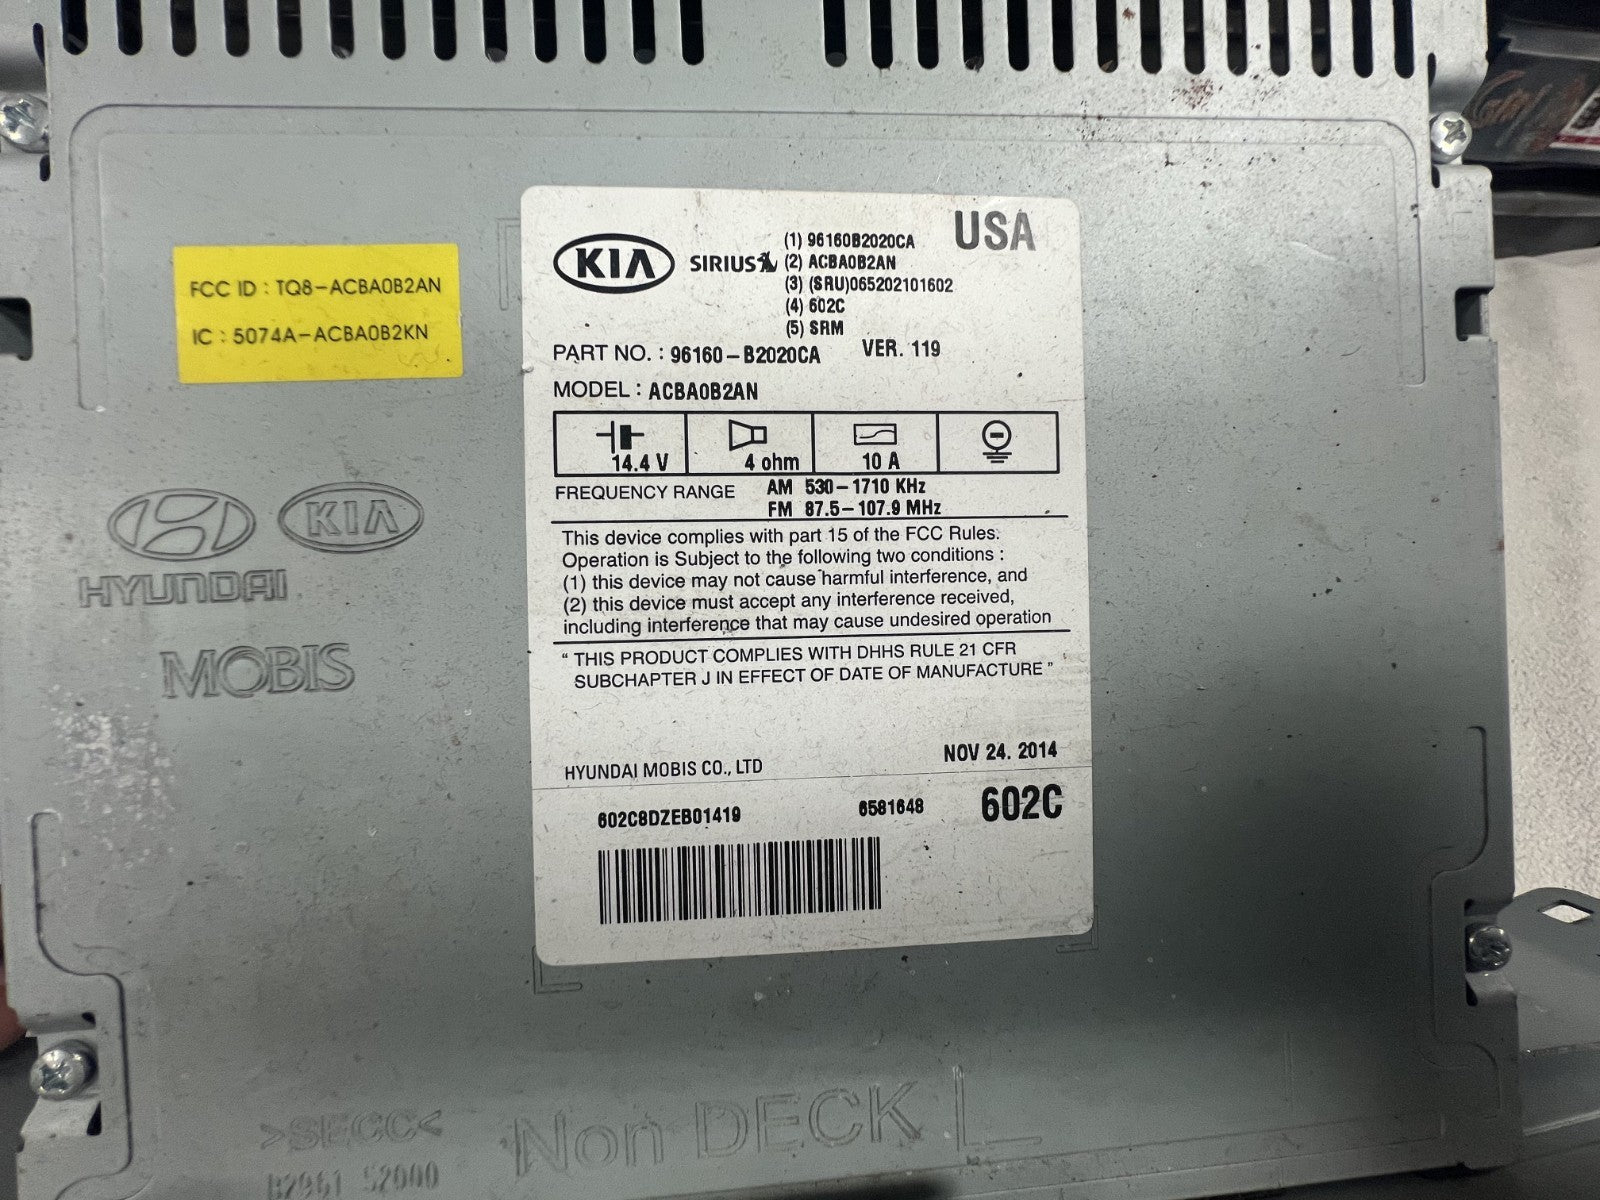 FCC ID : TQ8-ACBA0B2AN
IC : 5074A-ACBA0B2KN
KIA
SIRIUS
USA
(1) 96160B2020CA
(2) ACBA0B2AN
(3) (SRU)065202101602
(4) 602C
(5) SRM
PART NO. : 96160-B2020CA VER. 119
MODEL : ACBA0B2AN
14.4 V 4 ohm 10 A
FREQUENCY RANGE AM 530-1710 KHz
FM 87.5-107.9 MHz
This device complies with part 15 of the FCC Rules.
Operation is Subject to the following two conditions :
(1) this device may not cause harmful interference, and
(2) this device must accept any interference received,
including interference that may cause undesired operation
“ THIS PRODUCT COMPLIES WITH DHHS RULE 21 CFR
SUBCHAPTER J IN EFFECT OF DATE OF MANUFACTURE ”
HYUNDAI MOBIS CO., LTD NOV 24. 2014
602C8DZEB01419 6581648 602C
KIA
HYUNDAI
MOBIS
>SECC<
Non DECK L